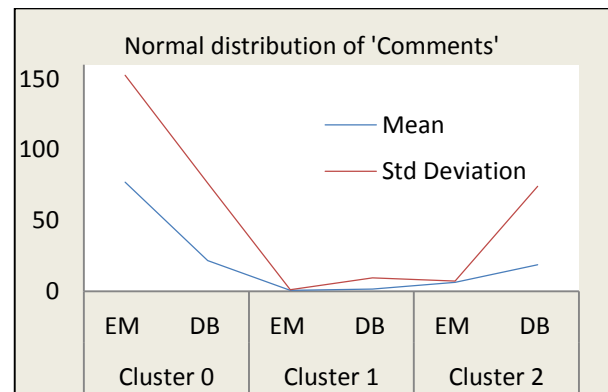 Normal distribution of 'Comments'
150
100
50
0
Mean
Std Deviation
EM DB EM DB EM DB
Cluster 0 Cluster 1 Cluster 2